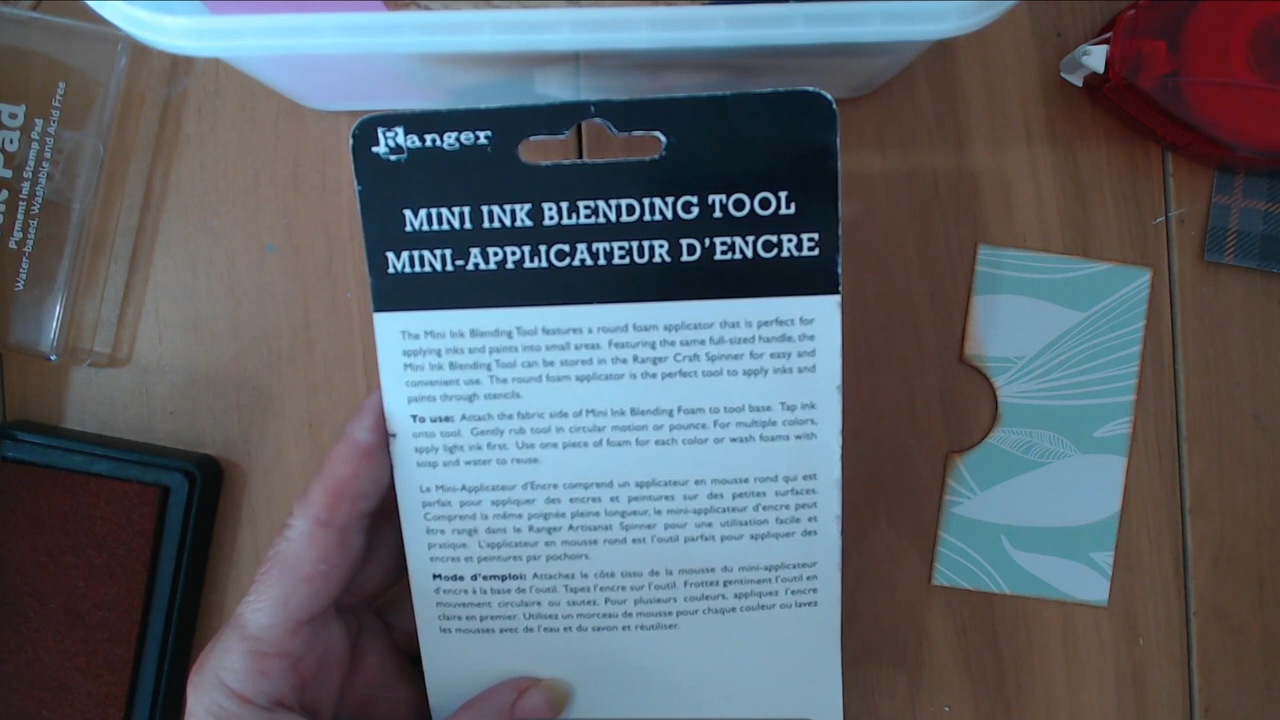 Ranger
MINI INK BLENDING TOOL
MINI-APPLICATEUR D'ENCRE
The Mini Ink Blending Tool features a round foam applicator that is perfect for
applying inks and paints into small areas. Featuring the same full-sized handle, the
Mini Ink Blending Tool can be stored in the Ranger Craft Spinner for easy and
convenient use. The round foam applicator is the perfect tool to apply inks and
paints through stencils.
To use: Attach the fabric side of Mini Ink Blending Foam to tool base. Tap ink
onto tool. Gently rub tool in circular motion or pounce. For multiple colors,
apply light ink first. Use one piece of foam for each color or wash foams with
soap and water to reuse.
Le Mini-Applicateur d'Encre comprend un applicateur en mousse rond qui est
parfait pour appliquer des encres et peintures sur des petites surfaces.
Comprend la même poignée pleine longueur, le mini-applicateur d'encre peut
être rangé dans le Ranger Artisanat Spinner pour une utilisation facile et
pratique. L'applicateur en mousse rond est l'outil parfait pour appliquer des
encres et peintures par pochoirs.
Mode d'emploi: Attachez le côté tissu de la mousse du mini-applicateur
d'encre à la base de l'outil. Tapez l'encre sur l'outil. Frottez gentiment l'outil en
mouvement circulaire ou sautez. Pour plusieurs couleurs, appliquez l'encre
claire en premier. Utilisez un morceau de mousse pour chaque couleur ou lavez
les mousses avec de l'eau et du savon et réutiliser.
Pad
Pigment Ink Stamp Pad
Water-based, Washable and Acid Free